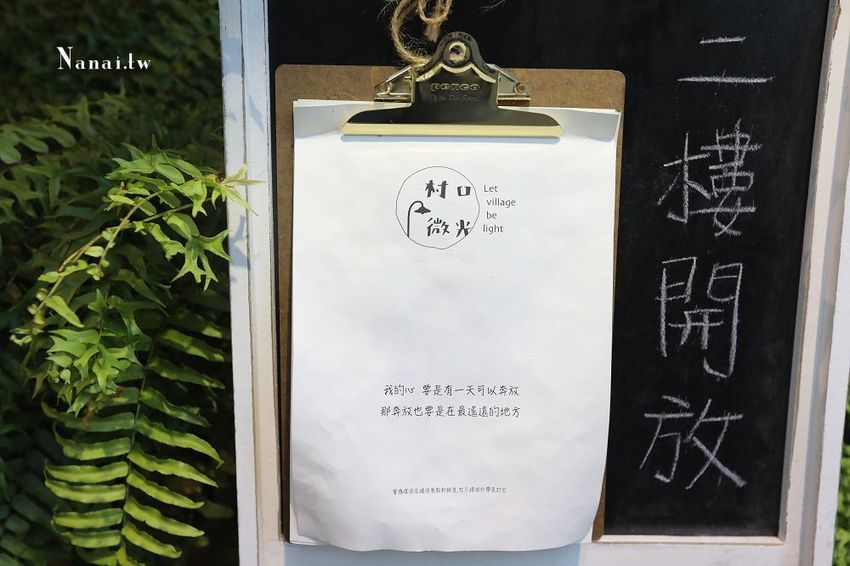 Nanai.tw
penco
村口
微光
Let
village
be
light
我的心 要是有一天可以奔放
那奔放也要是在最遙遠的地方
二樓開放